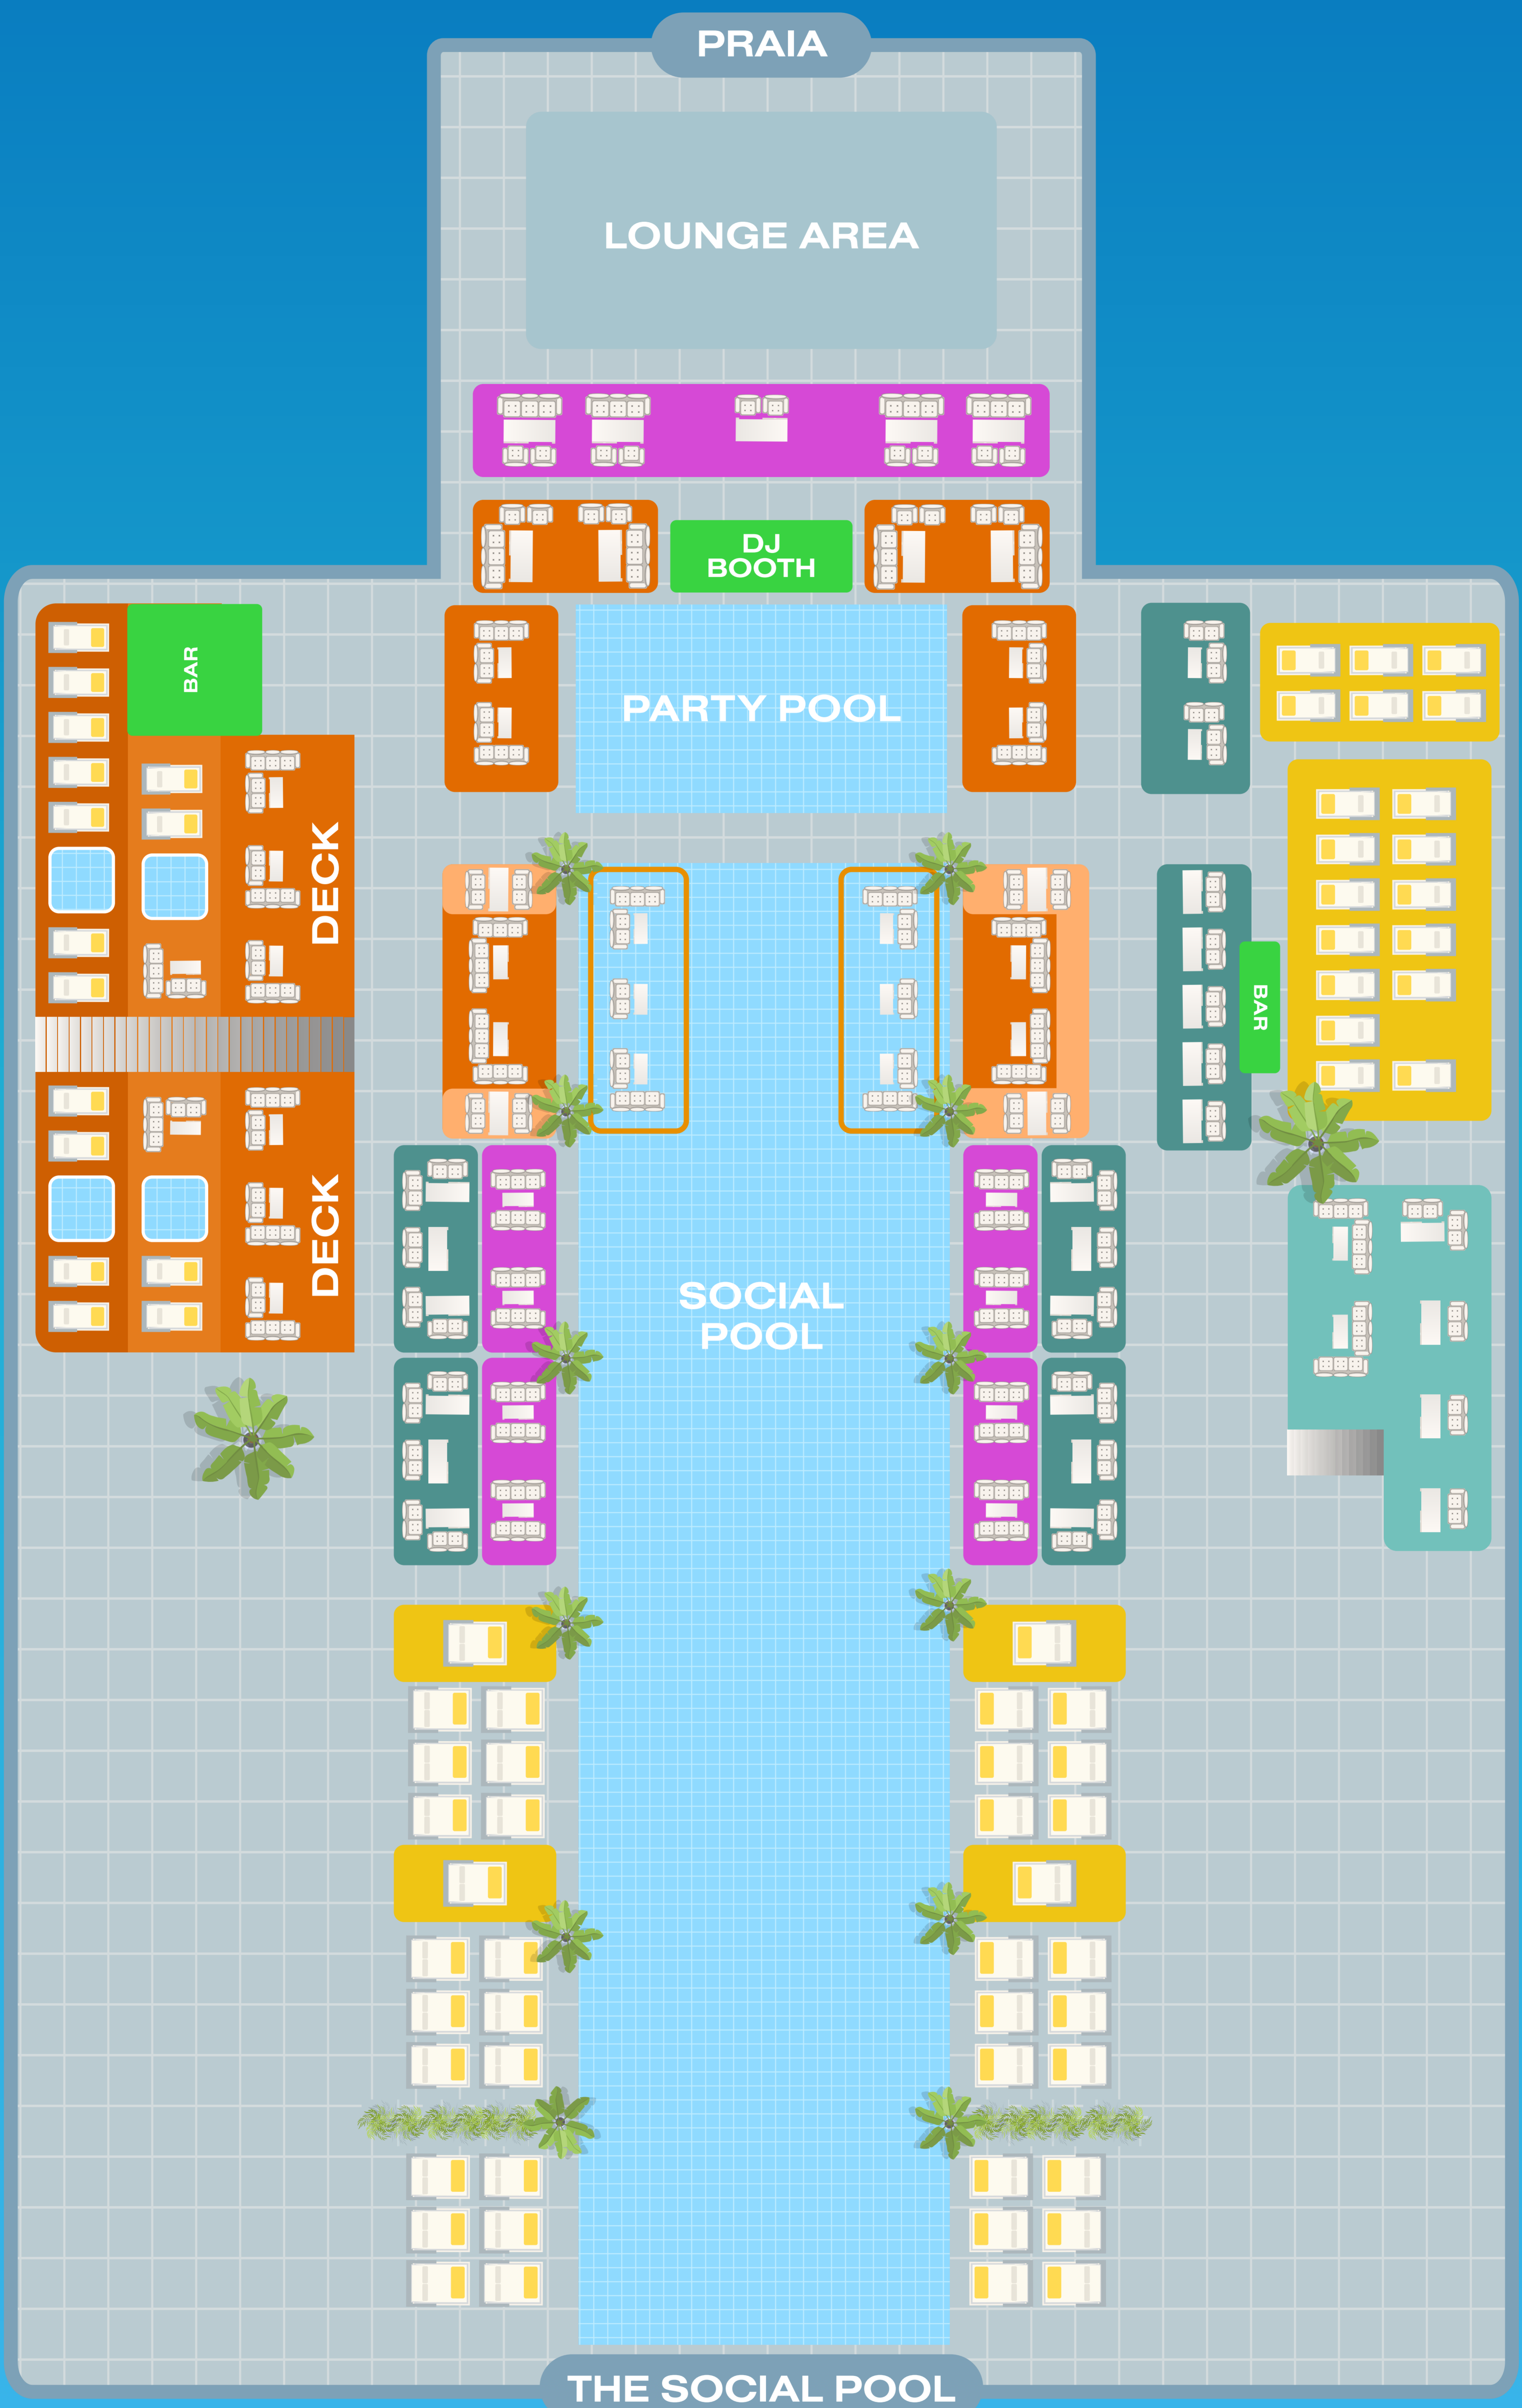 PRAIA
LOUNGE AREA
DJ
BOOTH
BAR
PARTY POOL
DECK
BAR
DECK
SOCIAL
POOL
THE SOCIAL POOL